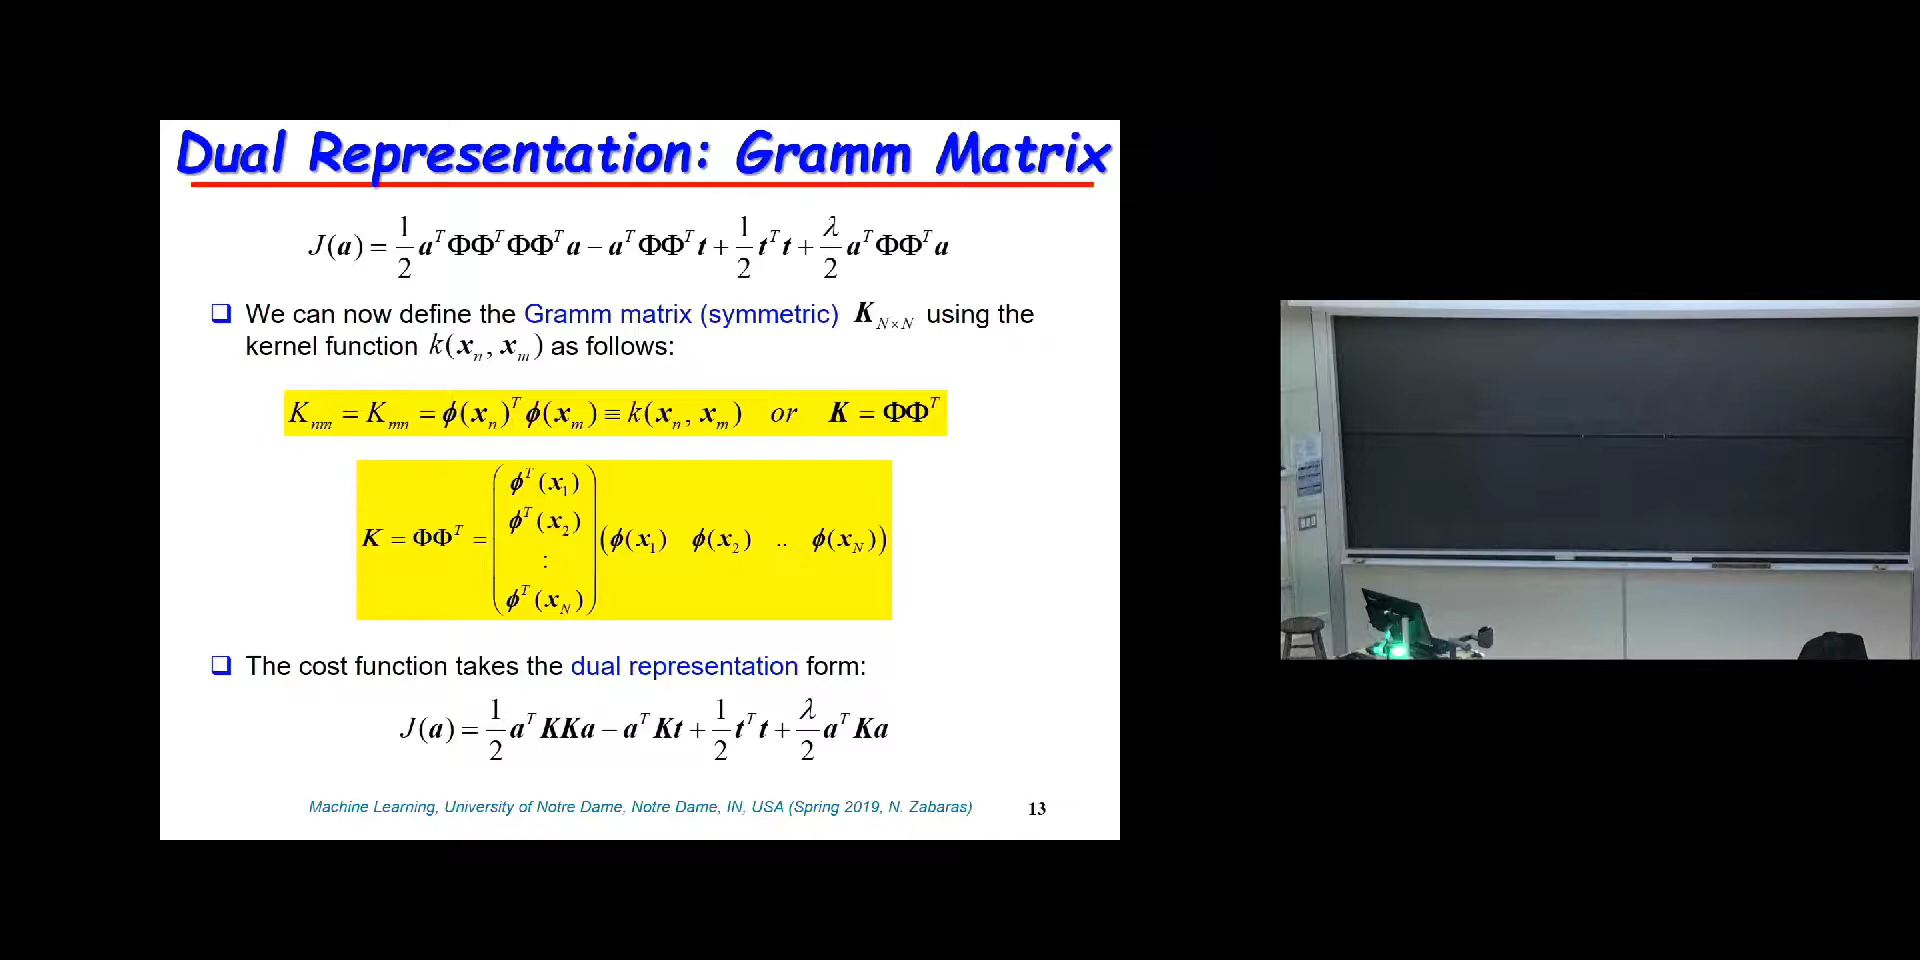 Dual Representation: Gramm Matrix
J(a) = 1/2 a^T ΦΦ^T ΦΦ^T a − a^T ΦΦ^T t + 1/2 t^T t + λ/2 a^T ΦΦ^T a
We can now define the Gramm matrix (symmetric) K_{N×N} using the
kernel function k(x_n, x_m) as follows:
K_{nm} = K_{mn} = ϕ(x_n)^T ϕ(x_m) ≡ k(x_n, x_m) or K = ΦΦ^T
K = ΦΦ^T = ( ϕ^T(x_1) ϕ^T(x_2) : ϕ^T(x_N) ) (ϕ(x_1) ϕ(x_2) .. ϕ(x_N))
The cost function takes the dual representation form:
J(a) = 1/2 a^T KKa − a^T Kt + 1/2 t^T t + λ/2 a^T Ka
Machine Learning, University of Notre Dame, Notre Dame, IN, USA (Spring 2019, N. Zabaras)
13